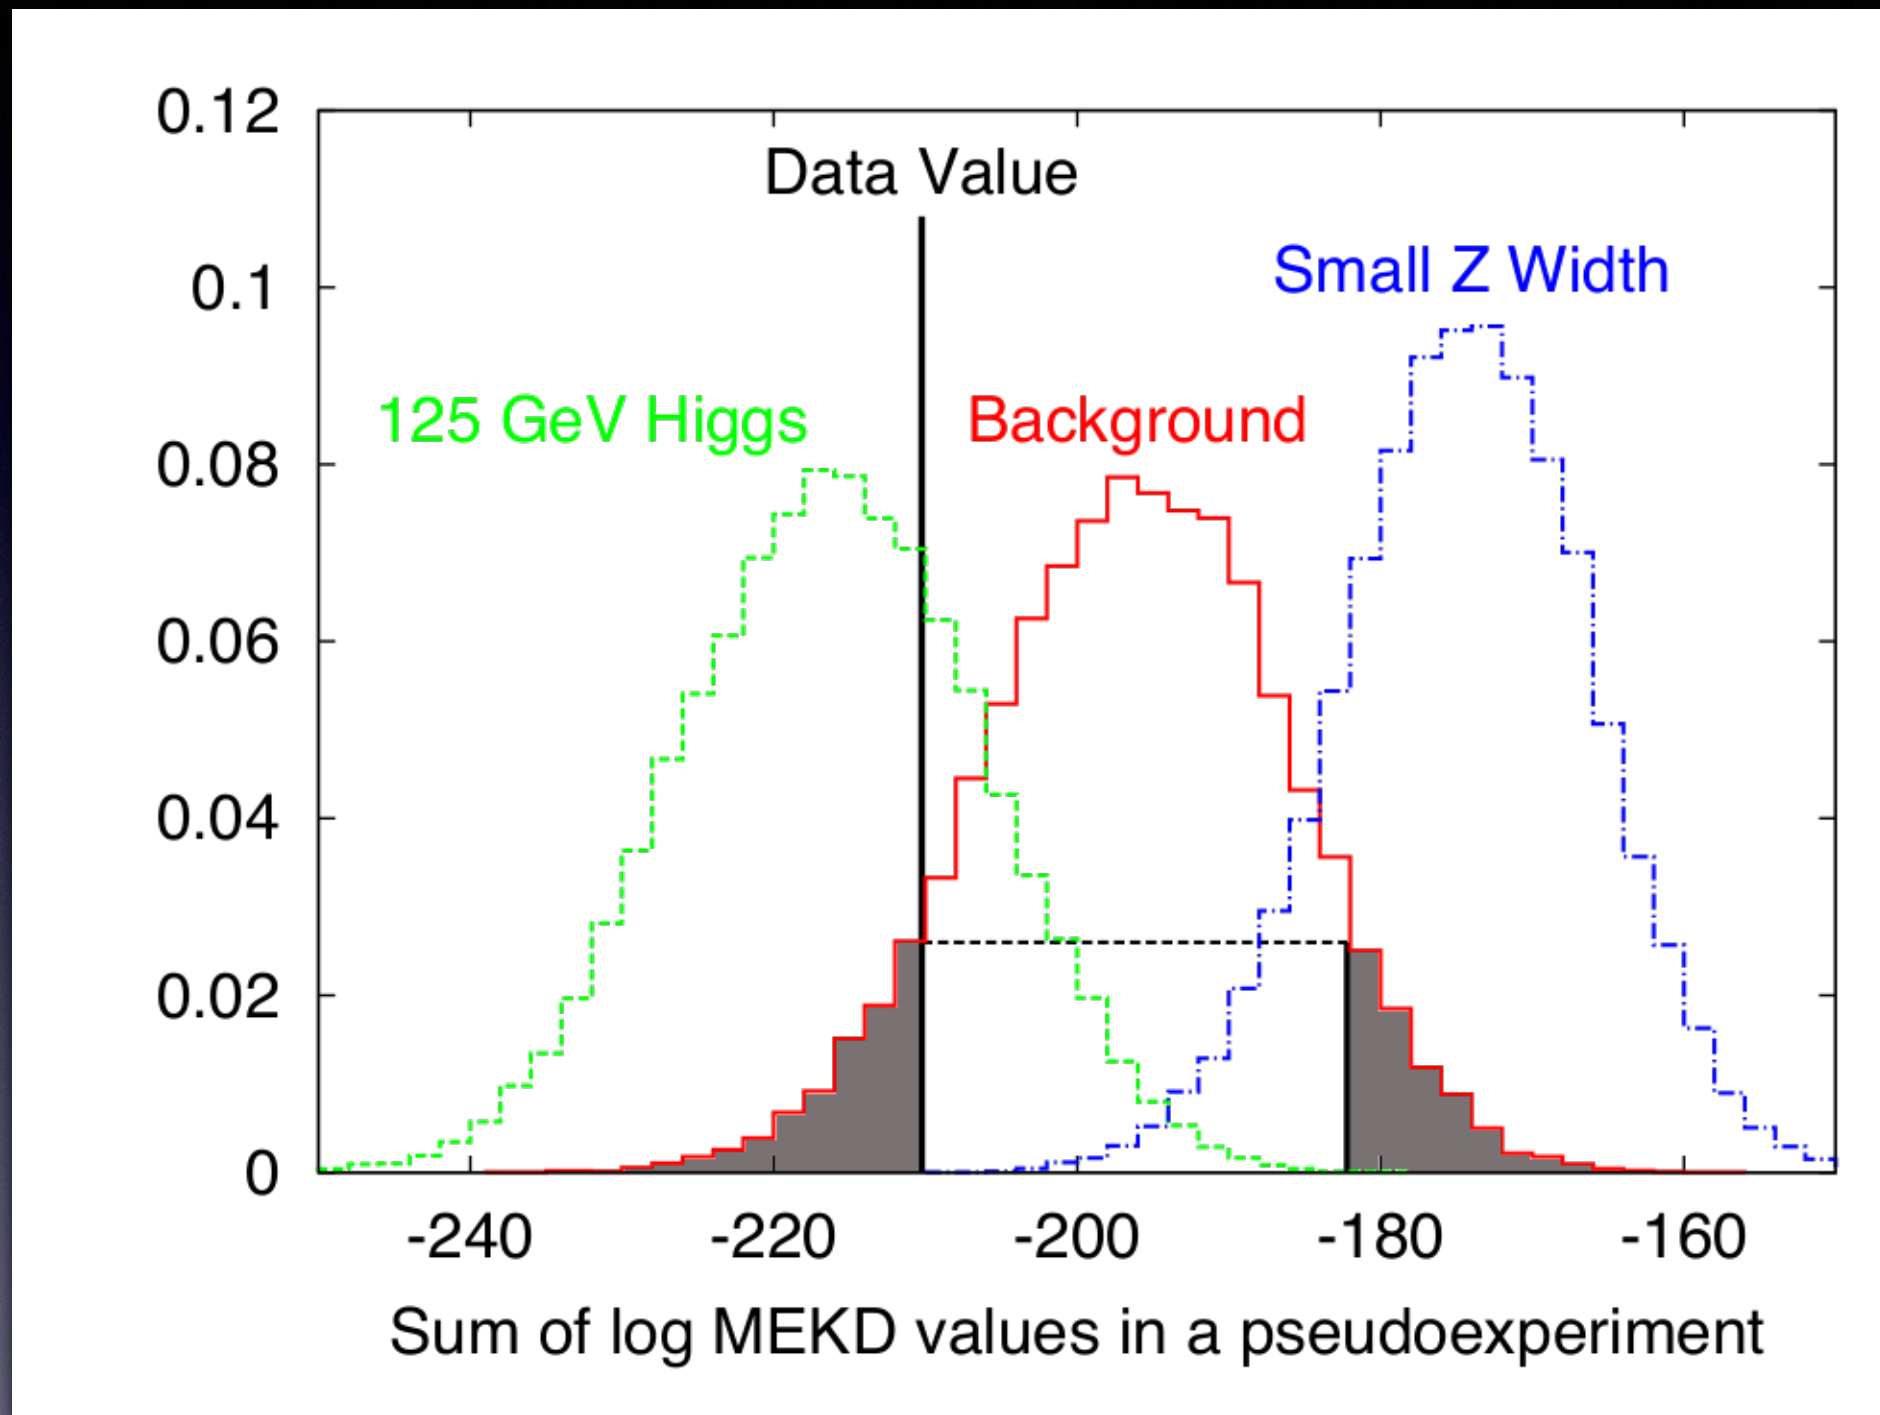 0.12
Data Value
0.1
Small Z Width
125 GeV Higgs
Background
0.08
0.06
0.04
0.02
0
-240 -220 -200 -180 -160
Sum of log MEKD values in a pseudoexperiment